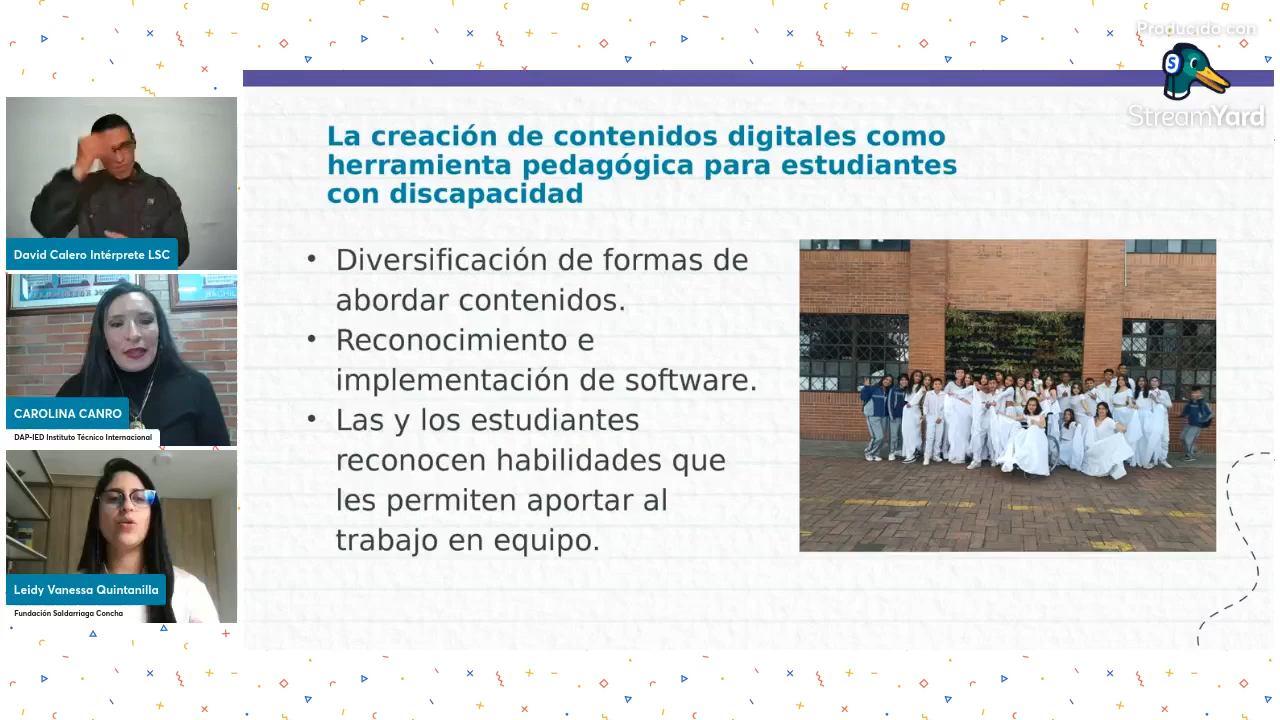 Producido con
StreamYard
La creación de contenidos digitales como
herramienta pedagógica para estudiantes
con discapacidad
• Diversificación de formas de
abordar contenidos.
• Reconocimiento e
implementación de software.
• Las y los estudiantes
reconocen habilidades que
les permiten aportar al
trabajo en equipo.
David Calero Intérprete LSC
CAROLINA CANRO
DAP-IED Instituto Técnico Internacional
Leidy Vanessa Quintanilla
Fundación Saldarriaga Concha